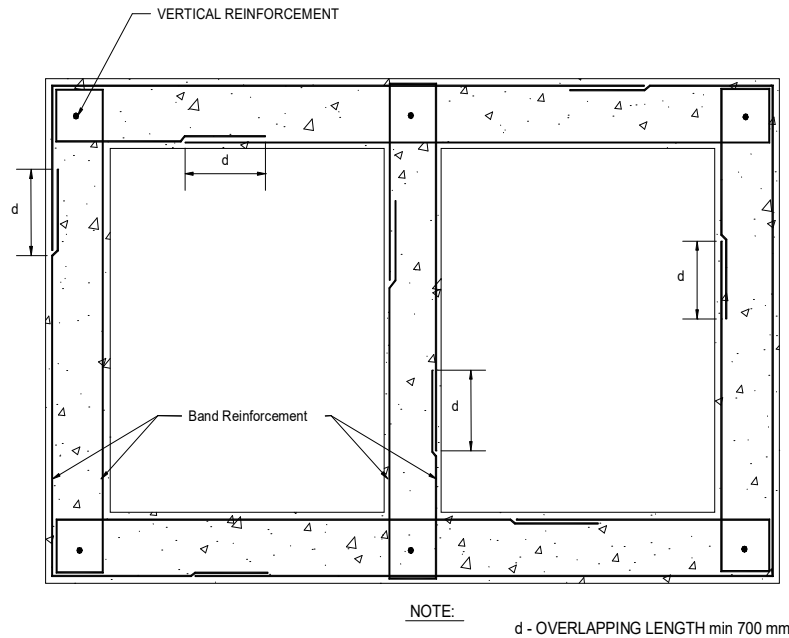 VERTICAL REINFORCEMENT
d
d
d
d
Band Reinforcement
NOTE:
d - OVERLAPPING LENGTH min 700 mm